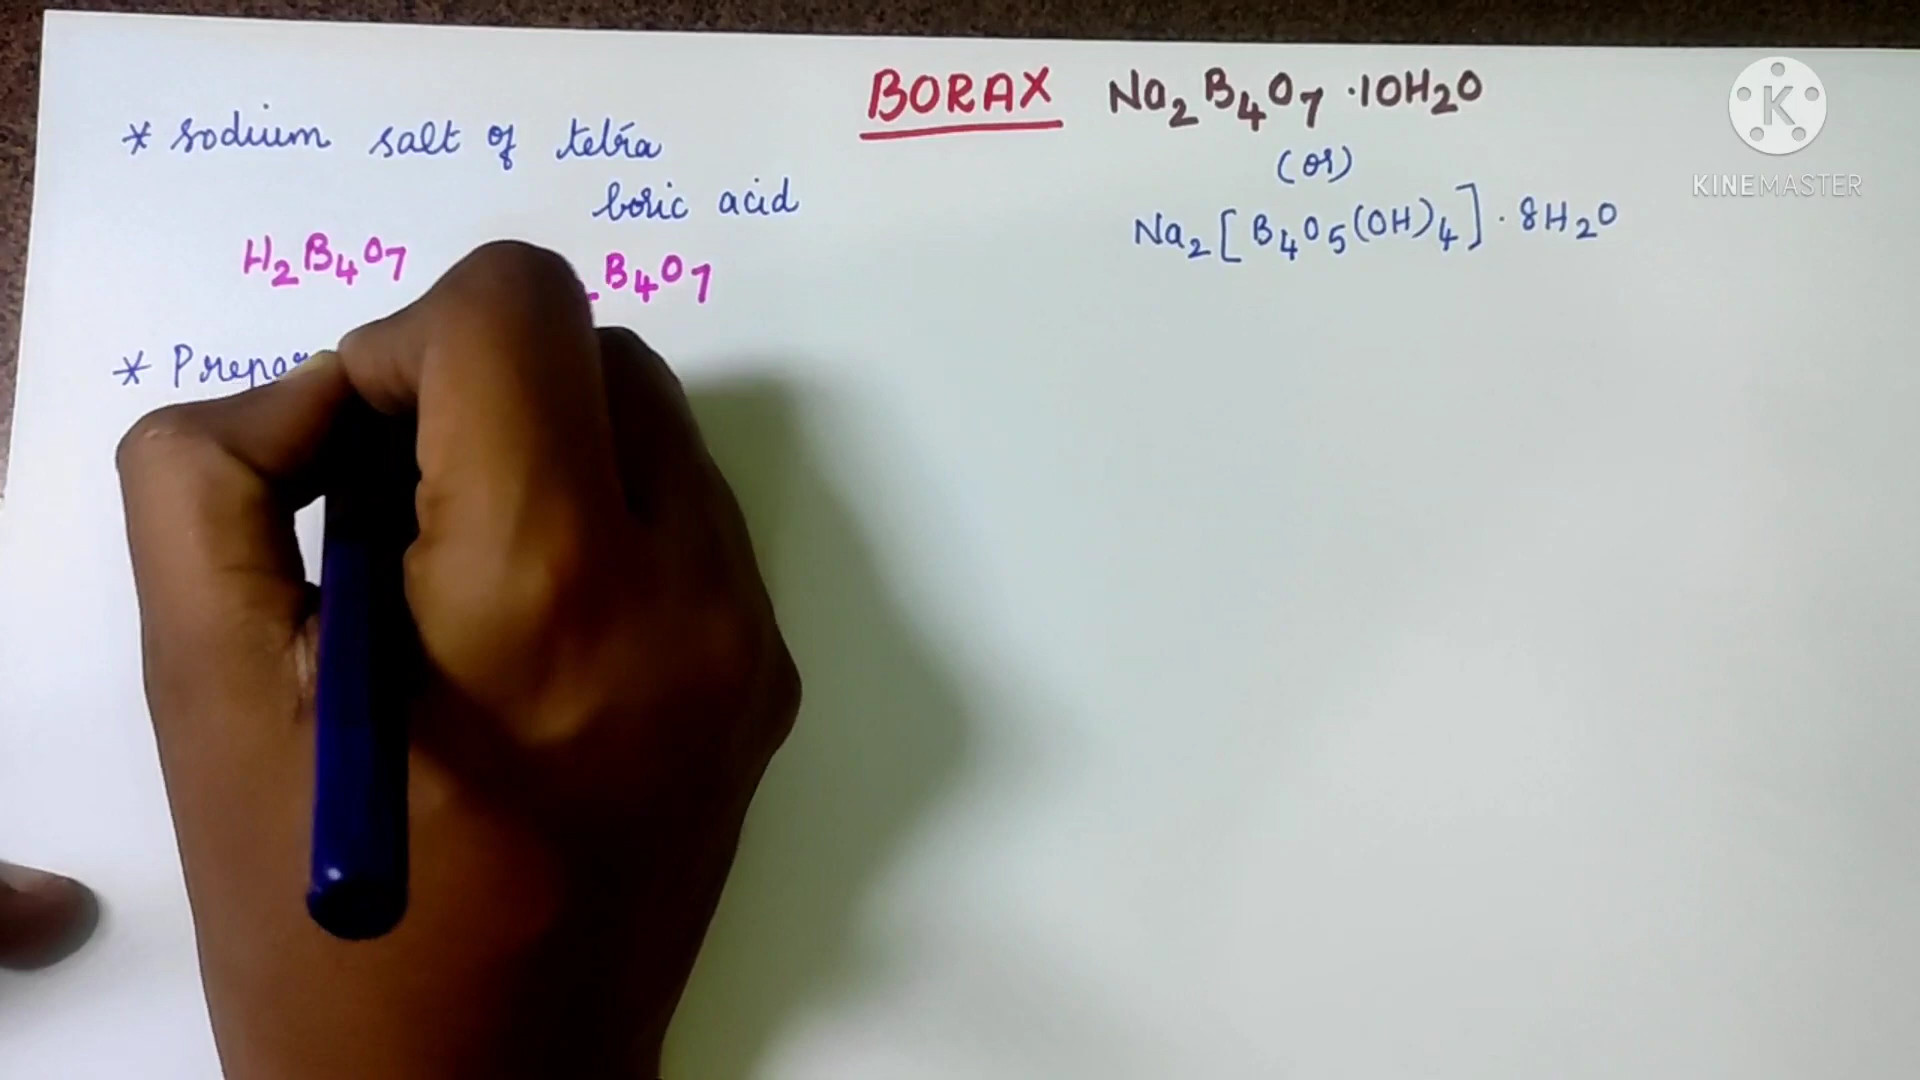 BORAX Na2B4O7 .10H2O
(or)
Na2[B4O5(OH)4] . 8H2O
* sodium salt of tetra
boric acid
H2B4O7 B4O7
*
KINEMASTER